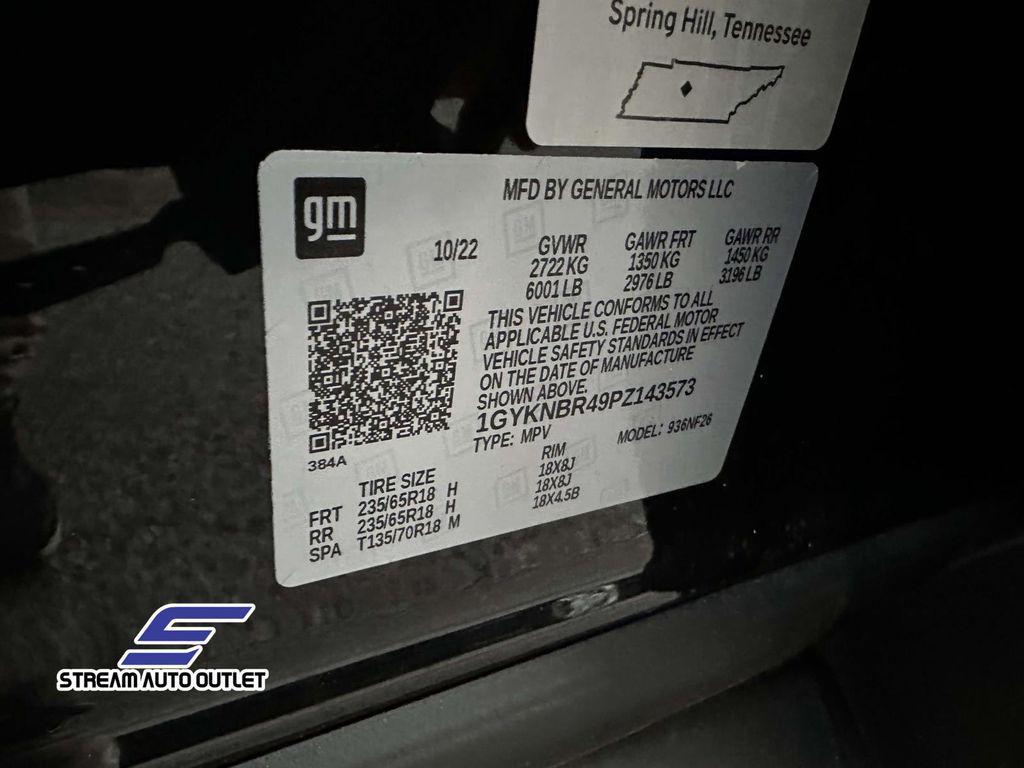 Spring Hill, Tennessee
gm
MFD BY GENERAL MOTORS LLC
10/22 GVWR GAWR FRT GAWR RR
2722 KG 1350 KG 1450 KG
6001 LB 2976 LB 3196 LB
THIS VEHICLE CONFORMS TO ALL
APPLICABLE U.S. FEDERAL MOTOR
VEHICLE SAFETY STANDARDS IN EFFECT
ON THE DATE OF MANUFACTURE
SHOWN ABOVE.
1GYKNBR49PZ143573
TYPE: MPV MODEL: 936NF26
384A
TIRE SIZE RIM
FRT 235/65R18 H 18X8J
RR 235/65R18 H 18X8J
SPA T135/70R18 M 18X4.5B
STREAM AUTO OUTLET